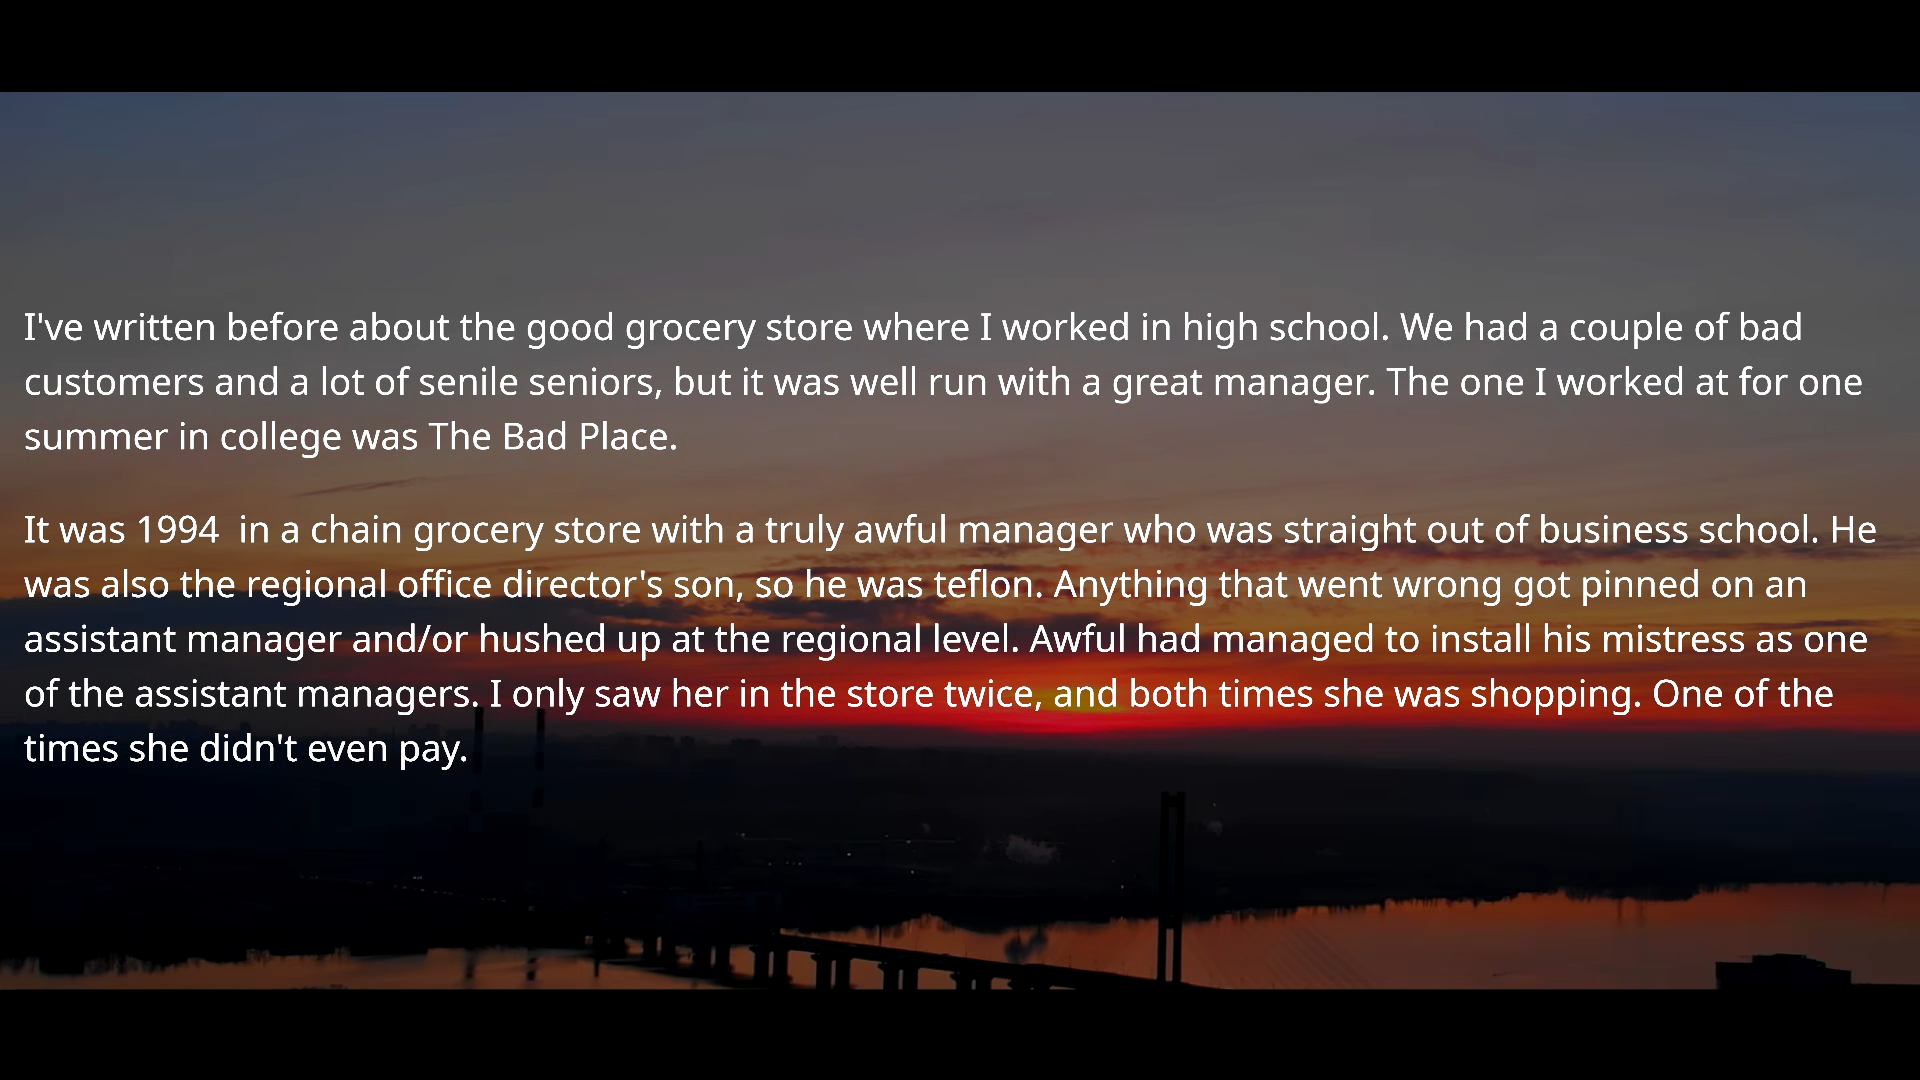 I've written before about the good grocery store where I worked in high school. We had a couple of bad
customers and a lot of senile seniors, but it was well run with a great manager. The one I worked at for one
summer in college was The Bad Place.
It was 1994  in a chain grocery store with a truly awful manager who was straight out of business school. He
was also the regional office director's son, so he was teflon. Anything that went wrong got pinned on an
assistant manager and/or hushed up at the regional level. Awful had managed to install his mistress as one
of the assistant managers. I only saw her in the store twice, and both times she was shopping. One of the
times she didn't even pay.